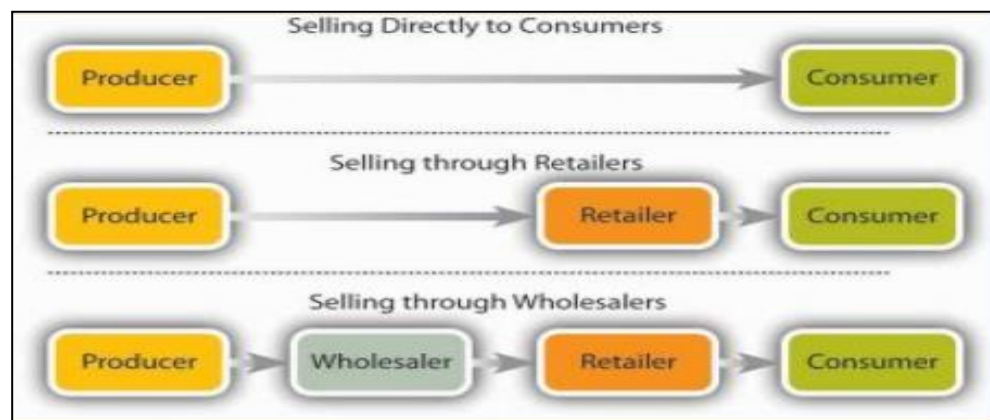 Selling Directly to Consumers
Producer Consumer
Selling through Retailers
Producer Retailer Consumer
Selling through Wholesalers
Producer Wholesaler Retailer Consumer